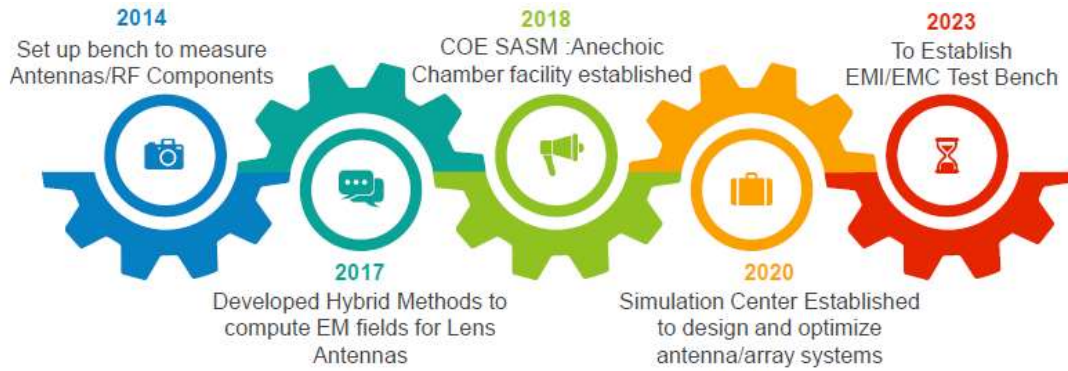 2014
Set up bench to measure
Antennas/RF Components
2017
Developed Hybrid Methods to
compute EM fields for Lens
Antennas
2018
COE SASM :Anechoic
Chamber facility established
2020
Simulation Center Established
to design and optimize
antenna/array systems
2023
To Establish
EMI/EMC Test Bench